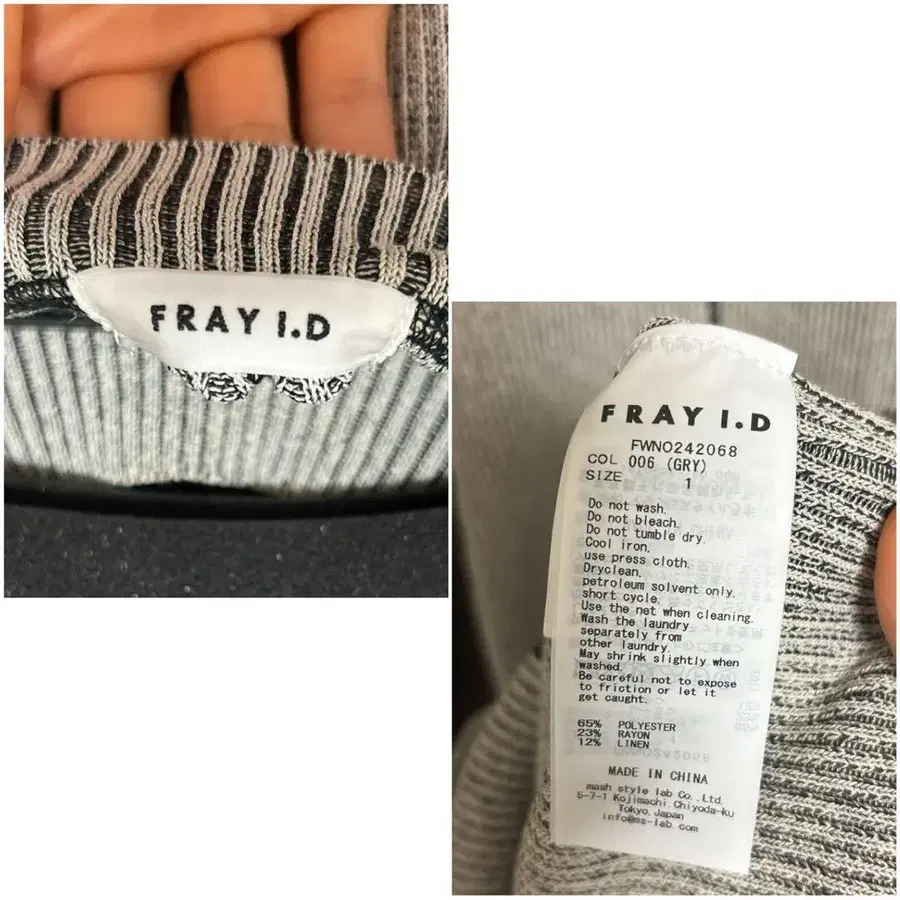 FRAY I.D
FRAY I.D
FWNO242068
COL 006 (GRY)
SIZE 1
Do not wash.
Do not bleach.
Do not tumble dry.
Cool iron,
use press cloth.
Dryclean,
petroleum solvent only,
short cycle.
Use the net when cleaning.
Wash the laundry
separately from
other laundry.
May shrink slightly when
washed.
Be careful not to expose
to friction or let it
get caught.
65% POLYESTER
23% RAYON
12% LINEN
MADE IN CHINA
mash style lab Co.,Ltd.
5-7-1 Kojimachi,Chiyoda-ku
Tokyo,Japan
info@ms-lab.com